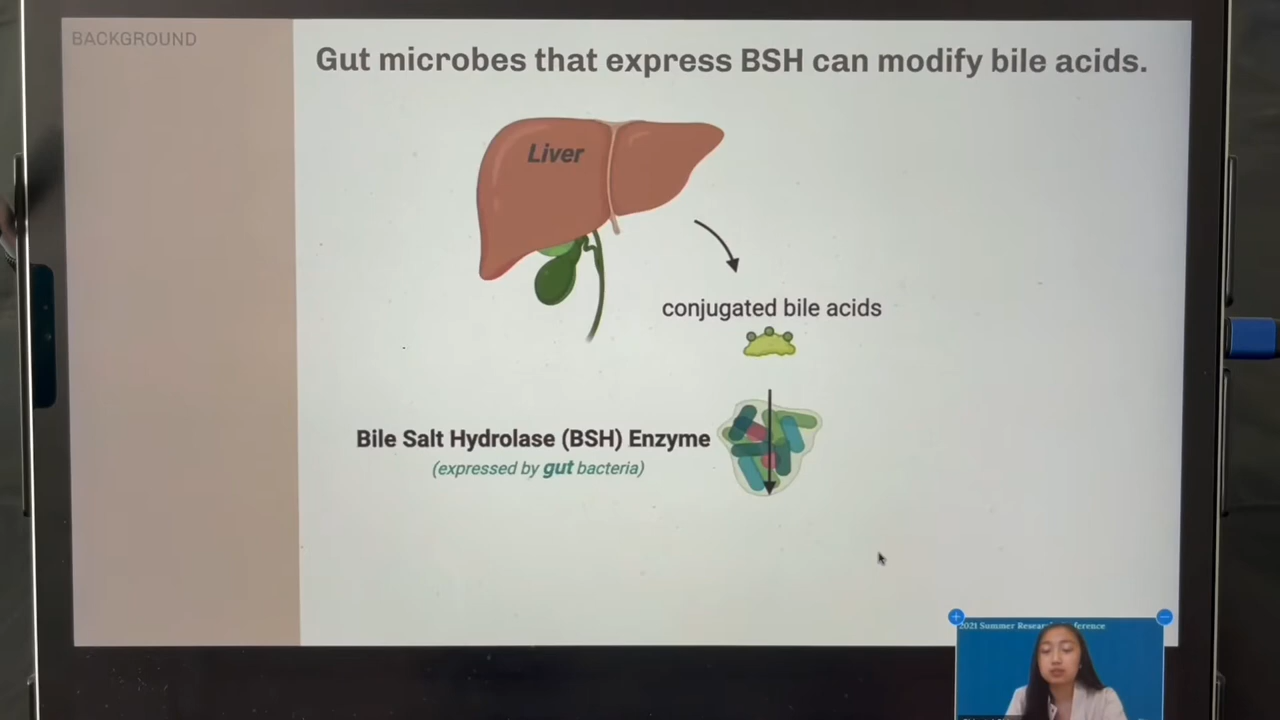 BACKGROUND
Gut microbes that express BSH can modify bile acids.
Liver
conjugated bile acids
Bile Salt Hydrolase (BSH) Enzyme
(expressed by gut bacteria)
2021 Summer Research Conference